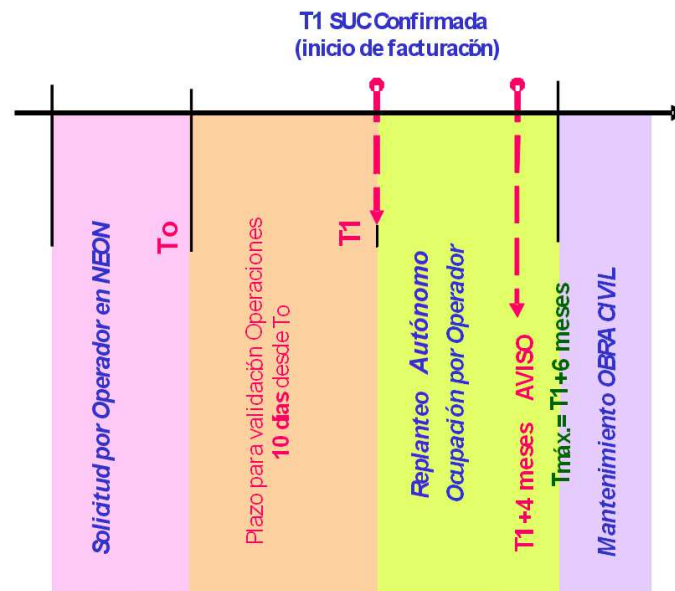 T1 SUC Confirmada
(inicio de facturación)
Solicitud por Operador en NEON
To
Plazo para validación Operaciones
10 días desde To
T1
Replanteo Autónomo
Ocupación por Operador
T1+4 meses AVISO
Tmáx.= T1+6 meses
Mantenimiento OBRA CIVIL